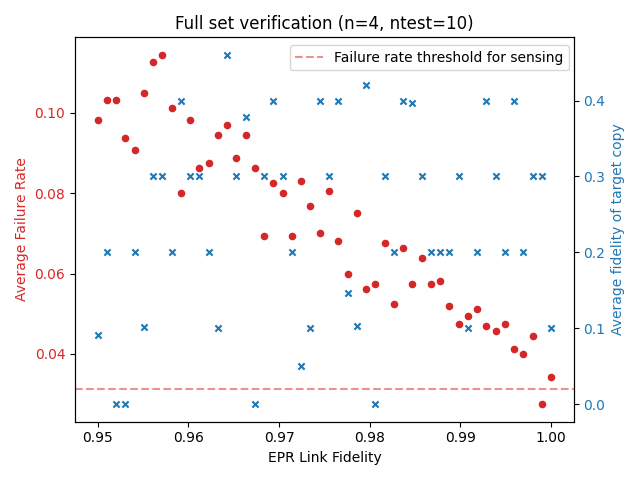 Full set verification (n=4, ntest=10)
Failure rate threshold for sensing
Average Failure Rate
0.10
0.08
0.06
0.04
0.4
0.3
0.2
0.1
0.0
Average fidelity of target copy
0.95 0.96 0.97 0.98 0.99 1.00
EPR Link Fidelity